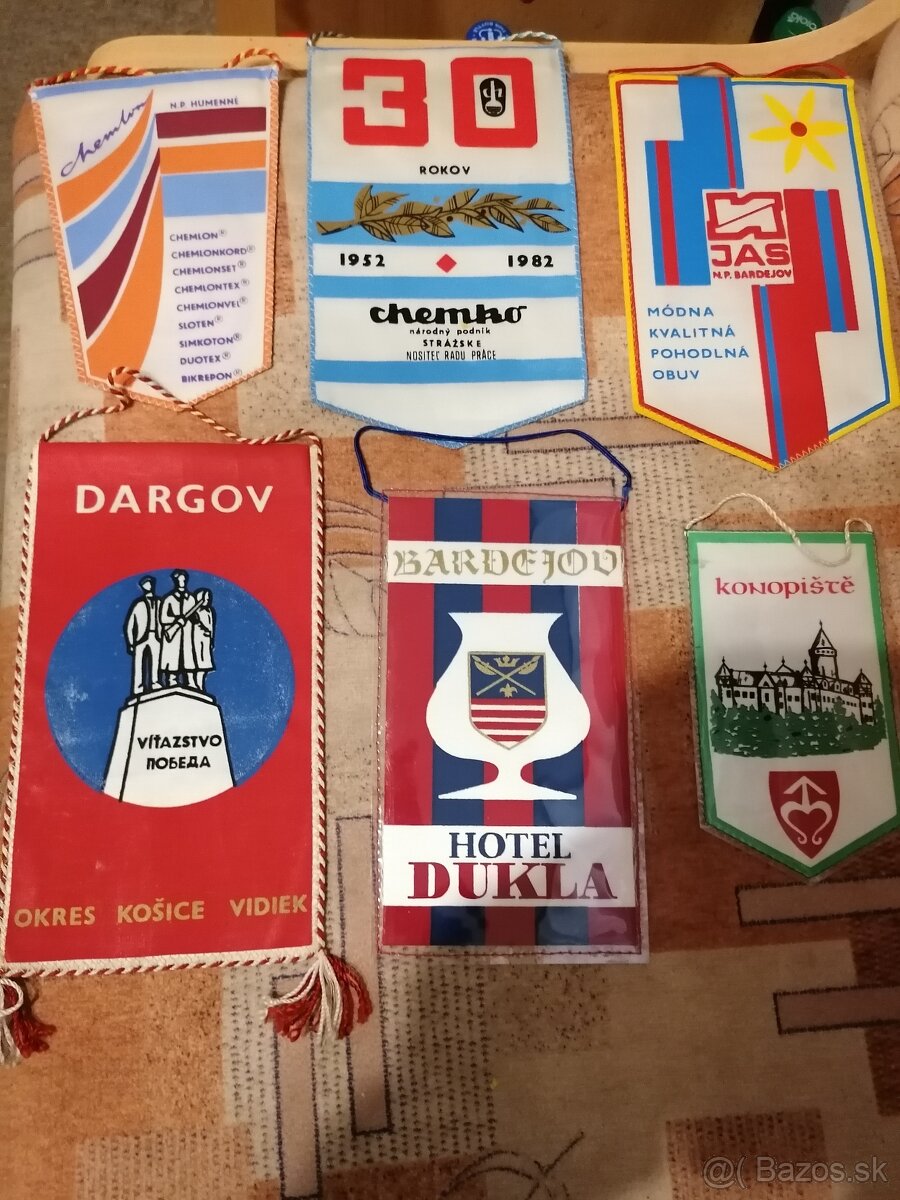 chemlon
N.P. HUMENNÉ
CHEMLON®
CHEMLONKORD®
CHEMLONSET®
CHEMLONTEX®
CHEMLONVEL®
SLOTEN®
SIMKOTON®
DUOTEX®
BIKREPON®
30
ROKOV
1952 1982
chemko
národný podnik
STRÁŽSKE
NOSITEĽ RADU PRÁCE
JAS
N.P. BARDEJOV
MÓDNA
KVALITNÁ
POHODLNÁ
OBUV
DARGOV
VÍŤAZSTVO
ПОБЕДА
OKRES KOŠICE VIDIEK
BARDEJOV
HOTEL
DUKLA
KONOPIŠTĚ
@( Bazos.sk